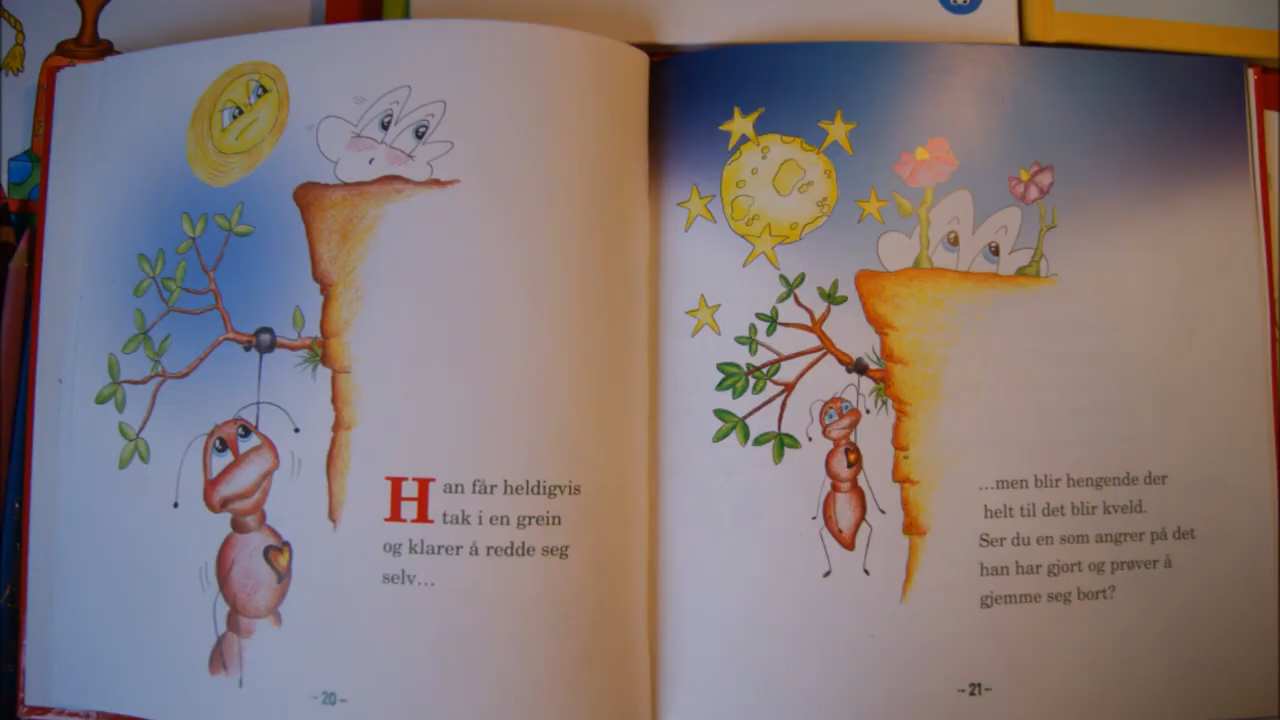 Han får heldigvis
tak i en grein
og klarer å redde seg
selv...
-20-
...men blir hengende der
helt til det blir kveld.
Ser du en som angrer på det
han har gjort og prøver å
gjemme seg bort?
-21-